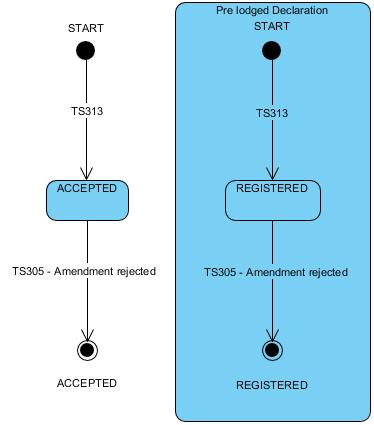 START
TS313
ACCEPTED
TS305 - Amendment rejected
ACCEPTED
Pre lodged Declaration
START
TS313
REGISTERED
TS305 - Amendment rejected
REGISTERED